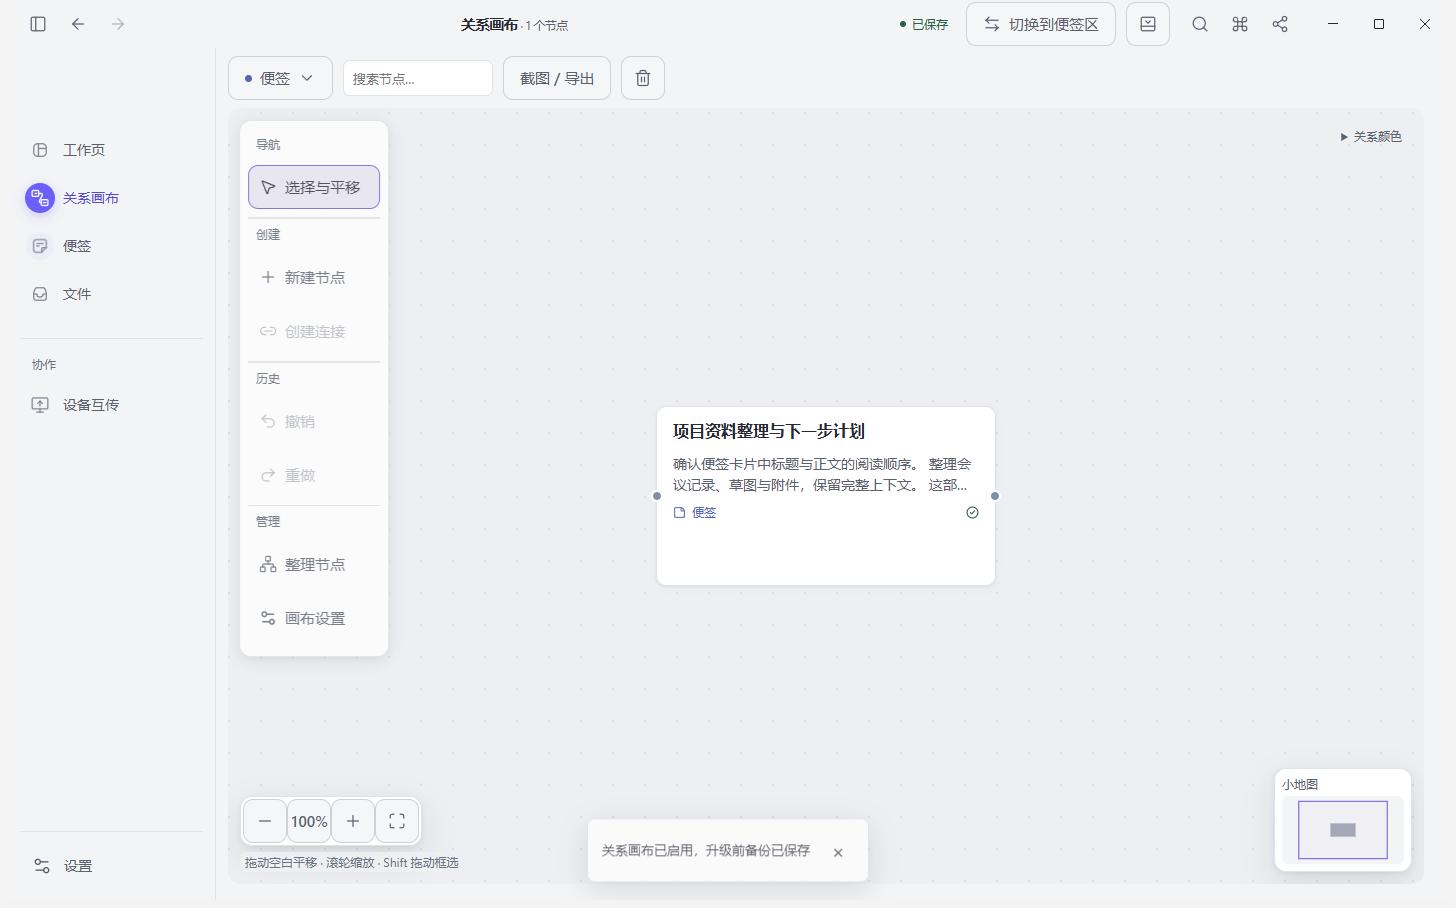 关系画布 · 1 个节点
已保存
切换到便签区
便签
搜索节点...
截图 / 导出
工作页
关系画布
便签
文件
协作
设备互传
设置
导航
选择与平移
创建
新建节点
创建连接
历史
撤销
重做
管理
整理节点
画布设置
关系颜色
项目资料整理与下一步计划
确认便签卡片中标题与正文的阅读顺序。 整理会
议记录、草图与附件，保留完整上下文。 这部...
便签
100%
拖动空白平移 · 滚轮缩放 · Shift 拖动框选
关系画布已启用，升级前备份已保存
小地图